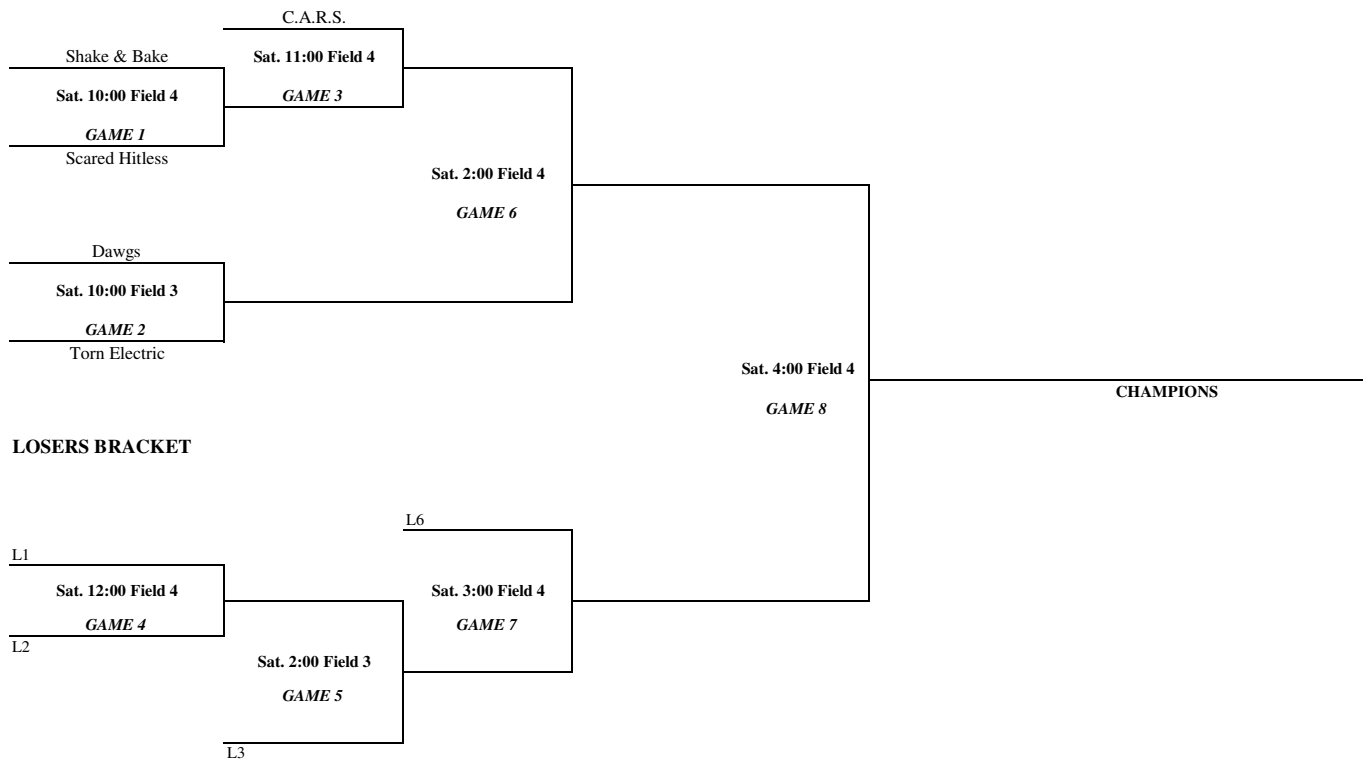 C.A.R.S.
Shake & Bake
Sat. 11:00 Field 4
Sat. 10:00 Field 4
GAME 3
GAME 1
Scared Hitless
Sat. 2:00 Field 4
GAME 6
Dawgs
Sat. 10:00 Field 3
GAME 2
Torn Electric
Sat. 4:00 Field 4
CHAMPIONS
GAME 8
LOSERS BRACKET
L6
L1
Sat. 12:00 Field 4
Sat. 3:00 Field 4
GAME 4
GAME 7
L2
Sat. 2:00 Field 3
GAME 5
L3